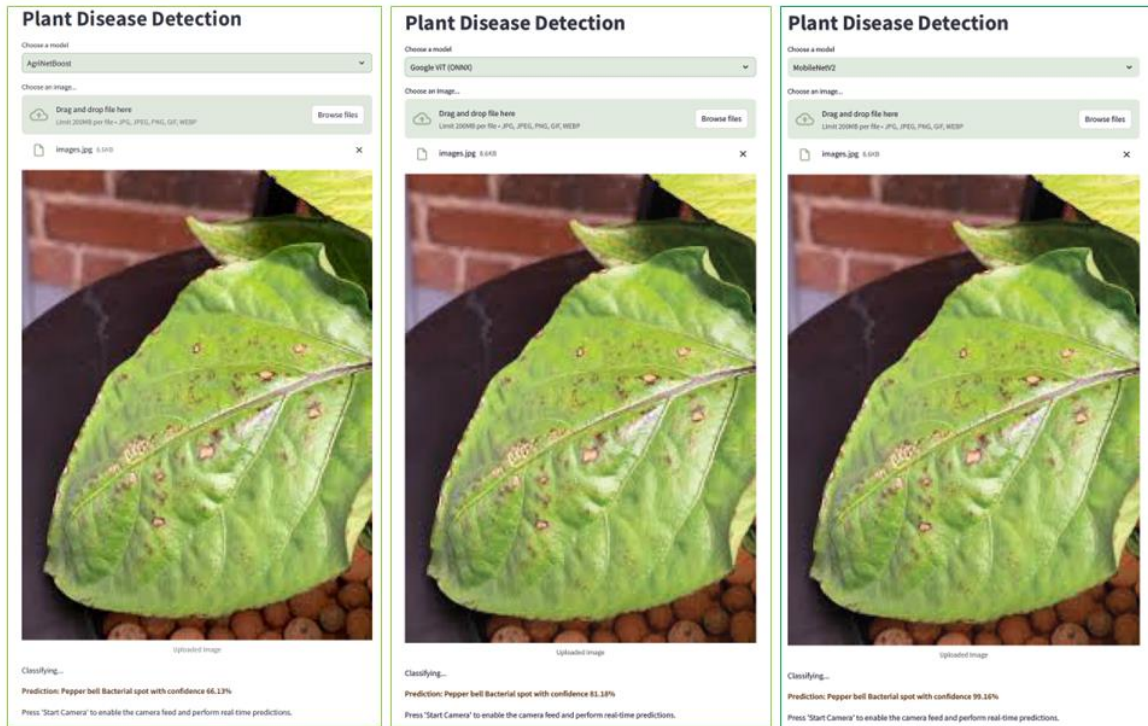 Plant Disease Detection
Choose a model
AgriNetBoost
Choose an image...
Drag and drop file here
Limit 200MB per file • JPG, JPEG, PNG, GIF, WEBP
Browse files
images.jpg 8.6KB
Uploaded Image
Classifying...
Prediction: Pepper bell Bacterial spot with confidence 66.13%
Press 'Start Camera' to enable the camera feed and perform real-time predictions.
Plant Disease Detection
Choose a model
Google ViT (ONNX)
Choose an image...
Drag and drop file here
Limit 200MB per file • JPG, JPEG, PNG, GIF, WEBP
Browse files
images.jpg 8.6KB
Uploaded Image
Classifying...
Prediction: Pepper bell Bacterial spot with confidence 81.18%
Press 'Start Camera' to enable the camera feed and perform real-time predictions.
Plant Disease Detection
Choose a model
MobileNetV2
Choose an image...
Drag and drop file here
Limit 200MB per file • JPG, JPEG, PNG, GIF, WEBP
Browse files
images.jpg 8.6KB
Uploaded Image
Classifying...
Prediction: Pepper bell Bacterial spot with confidence 99.16%
Press 'Start Camera' to enable the camera feed and perform real-time predictions.